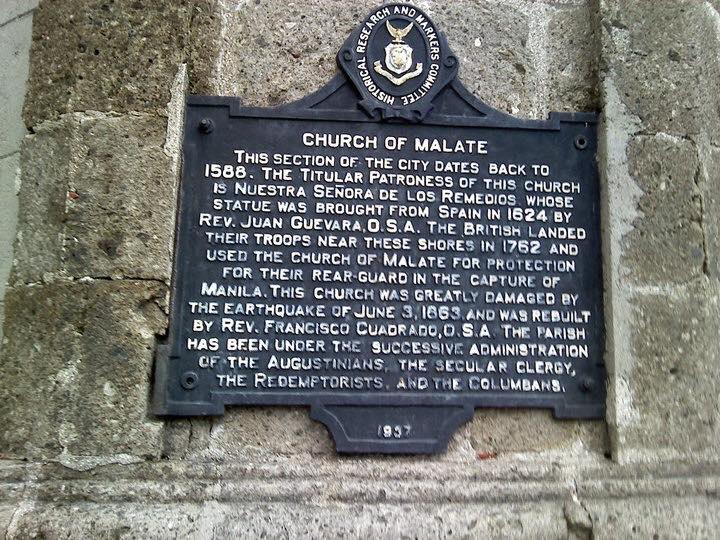 HISTORICAL RESEARCH AND MARKERS COMMITTEE
CHURCH OF MALATE
THIS SECTION OF THE CITY DATES BACK TO
1588. THE TITULAR PATRONESS OF THIS CHURCH
IS NUESTRA SEÑORA DE LOS REMEDIOS, WHOSE
STATUE WAS BROUGHT FROM SPAIN IN 1624 BY
REV. JUAN GUEVARA, O.S.A. THE BRITISH LANDED
THEIR TROOPS NEAR THESE SHORES IN 1762 AND
USED THE CHURCH OF MALATE FOR PROTECTION
FOR THEIR REAR-GUARD IN THE CAPTURE OF
MANILA. THIS CHURCH WAS GREATLY DAMAGED BY
THE EARTHQUAKE OF JUNE 3, 1863, AND WAS REBUILT
BY REV. FRANCISCO CUADRADO, O.S.A. THE PARISH
HAS BEEN UNDER THE SUCCESSIVE ADMINISTRATION
OF THE AUGUSTINIANS, THE SECULAR CLERGY,
THE REDEMPTORISTS, AND THE COLUMBANS.
1937